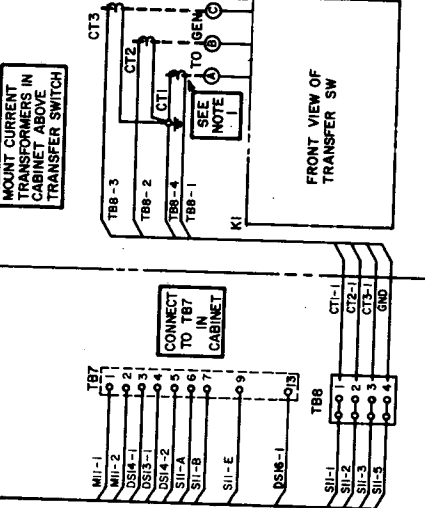 MOUNT CURRENT
TRANSFORMERS IN
CABINET ABOVE
TRANSFER SWITCH
CT3
CT2
CT1
TO GEN
C
B
A
SEE
NOTE
1
TB8-3
TB8-2
TB8-4
TB8-1
K1
FRONT VIEW OF
TRANSFER SW
CONNECT
TO TB7
IN
CABINET
TB7
M11-1
1
M11-2
2
DS14-1
3
DS13-1
4
DS14-2
5
S11-A
6
S11-B
7
S11-E
9
DS16-1
13
CT1-1
CT2-1
CT3-1
GND
TB8
S11-1
1
S11-2
2
S11-3
3
S11-5
4